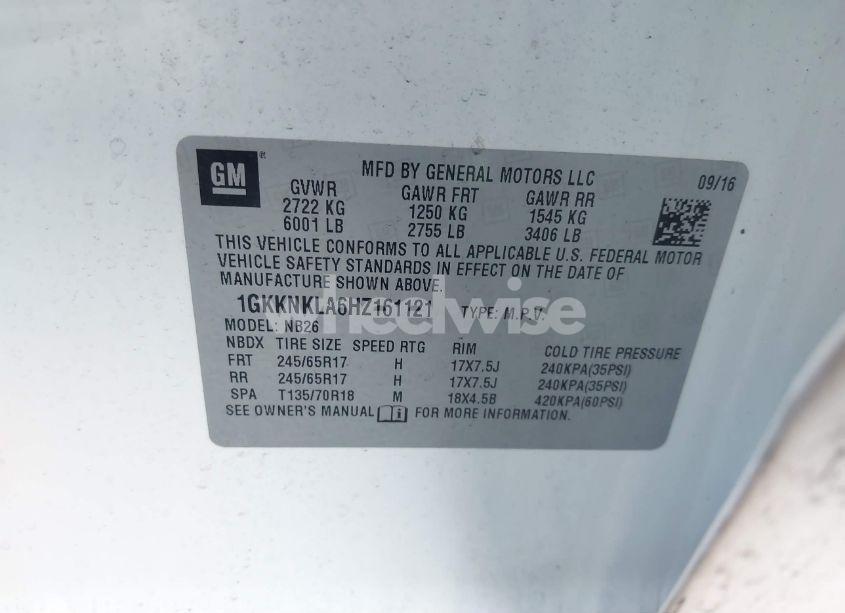 GM
MFD BY GENERAL MOTORS LLC
09/16
GVWR GAWR FRT GAWR RR
2722 KG 1250 KG 1545 KG
6001 LB 2755 LB 3406 LB
THIS VEHICLE CONFORMS TO ALL APPLICABLE U.S. FEDERAL MOTOR
VEHICLE SAFETY STANDARDS IN EFFECT ON THE DATE OF
MANUFACTURE SHOWN ABOVE.
1GKKNKLA6HZ161121 TYPE: M.P.V.
wheelwise
MODEL: NB26
NBDX TIRE SIZE SPEED RTG RIM COLD TIRE PRESSURE
FRT 245/65R17 H 17X7.5J 240KPA(35PSI)
RR 245/65R17 H 17X7.5J 240KPA(35PSI)
SPA T135/70R18 M 18X4.5B 420KPA(60PSI)
SEE OWNER'S MANUAL i FOR MORE INFORMATION.